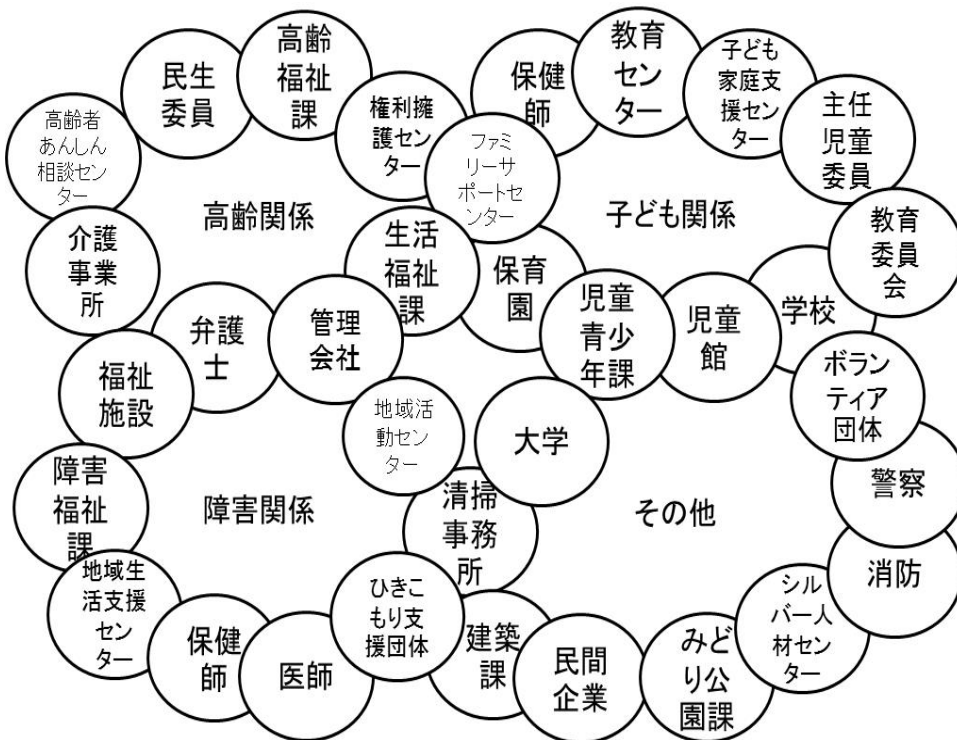 高齢
福祉
課
民生
委員
高齢者
あんしん
相談セン
ター
権利擁
護セン
ター
介護
事業
所
高齢関係
生活
福祉
課
弁護
士
管理
会社
福祉
施設
保健
師
教育
セン
ター
子ども
家庭支
援セン
ター
主任
児童
委員
ファミ
リーサ
ポートセ
ンター
子ども関係
教育
委員
会
保育
園
児童
青少
年課
児童
館
学校
ボラン
ティア
団体
地域活
動セン
ター
大学
障害
福祉
課
障害関係
清掃
事務
所
その他
警察
消防
地域生
活支援
セン
ター
保健
師
医師
ひきこ
もり支
援団体
建築
課
民間
企業
みど
り公
園課
シル
バー人
材セン
ター